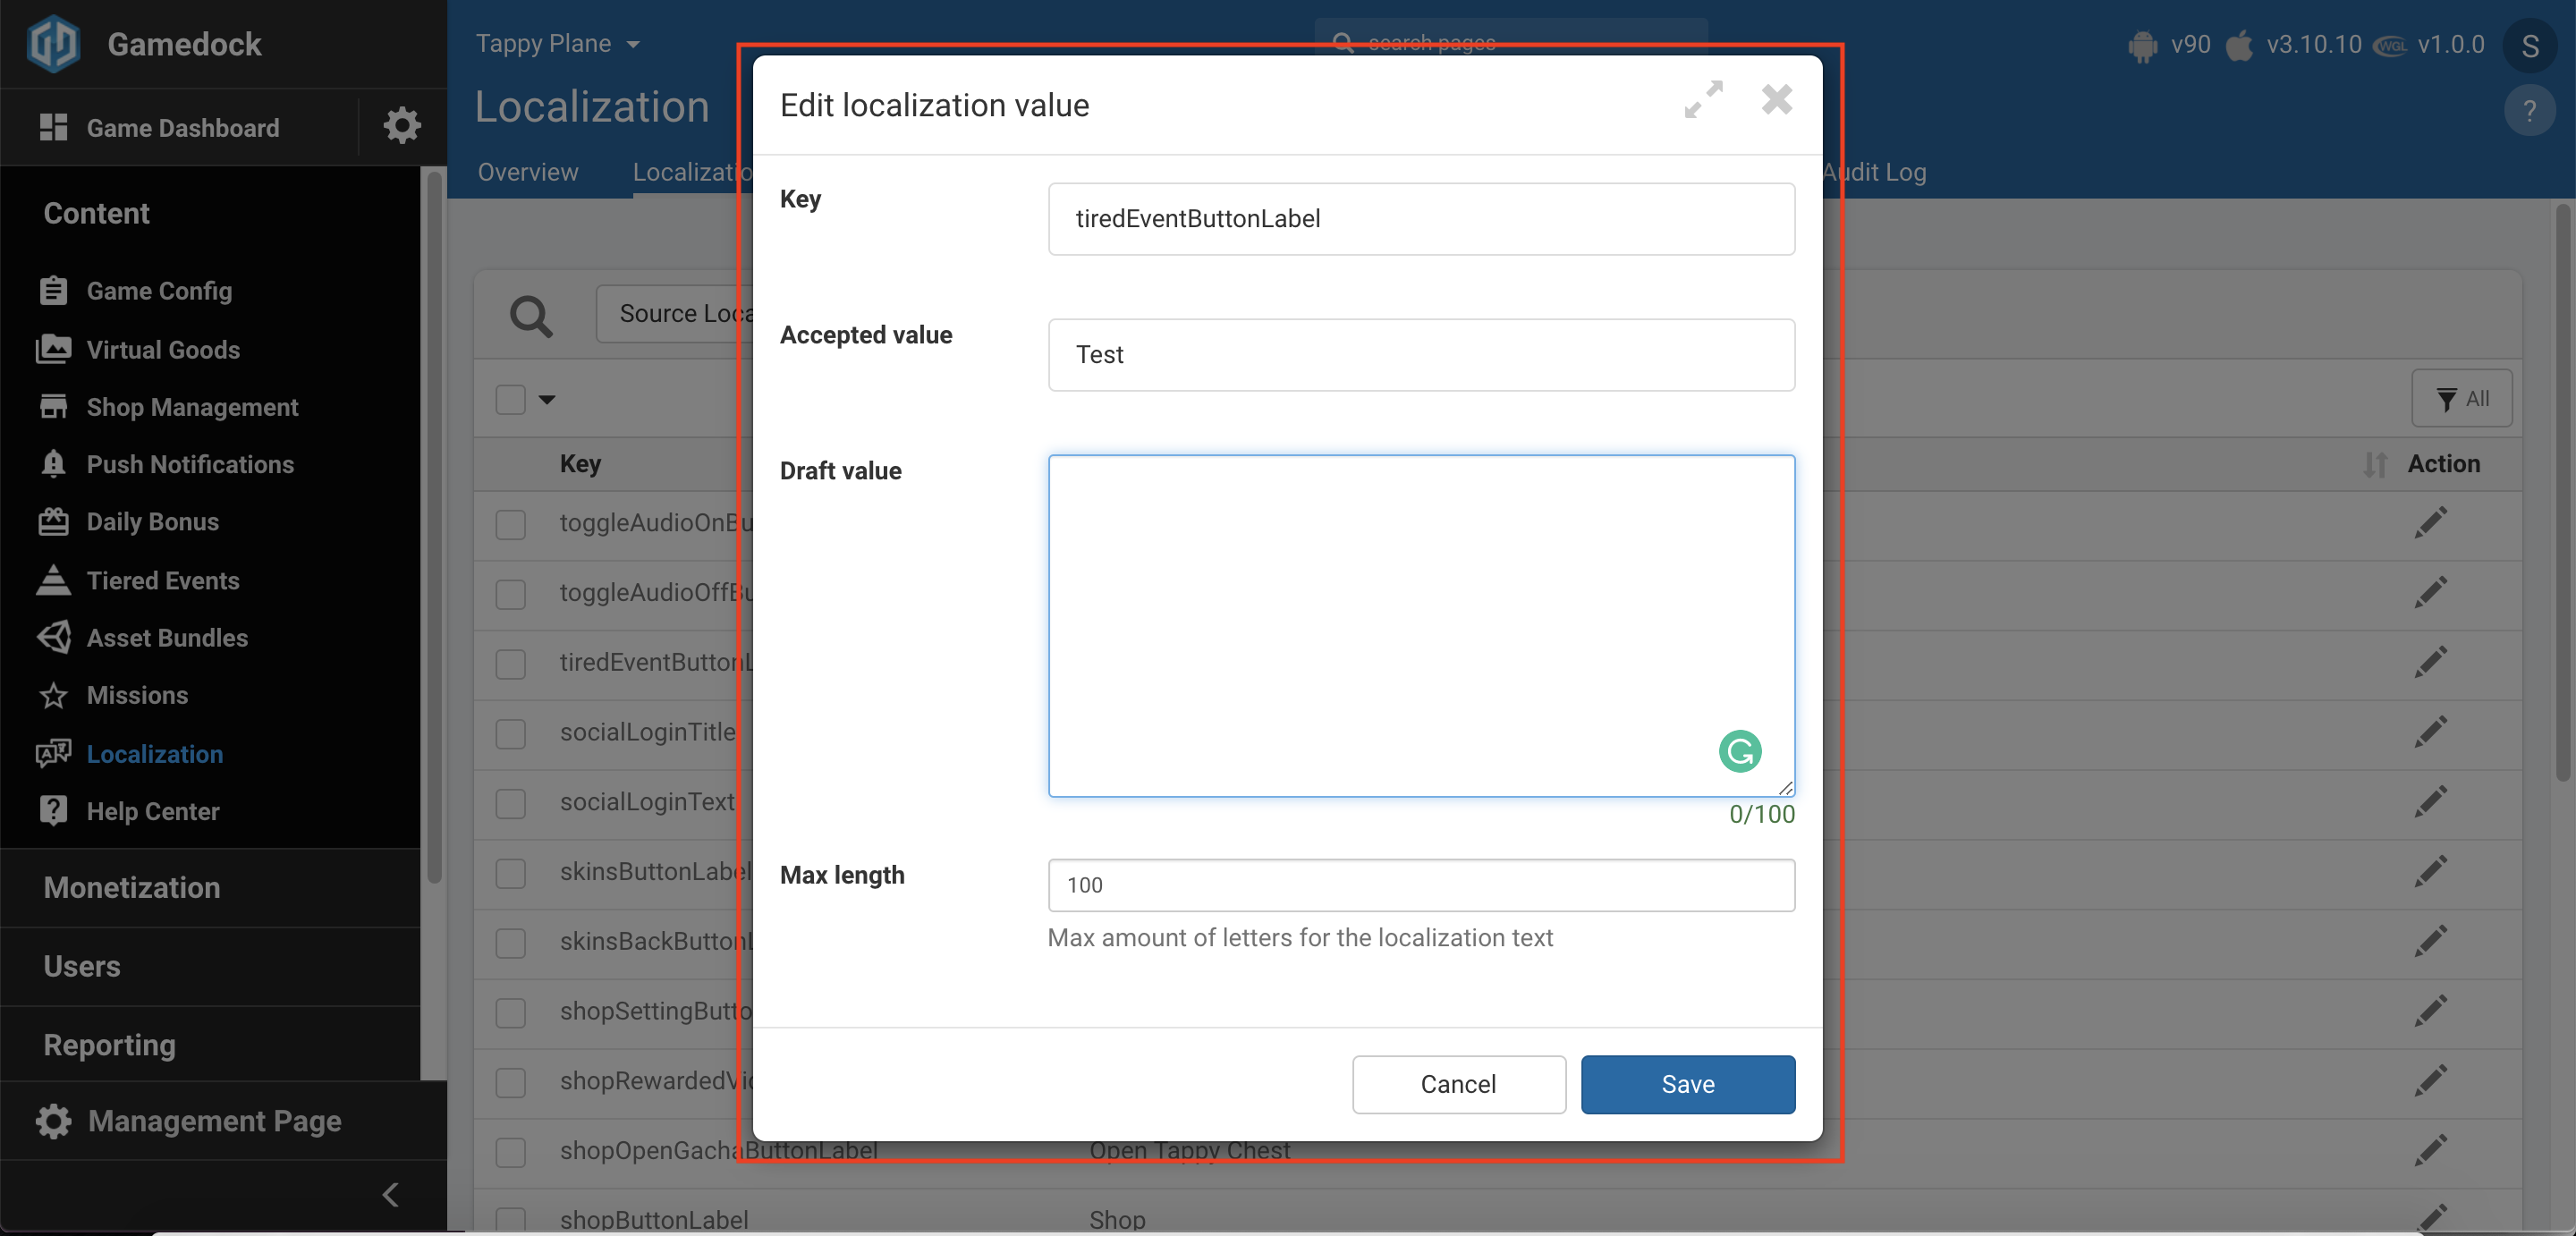 Gamedock
Tappy Plane
search pages
v90 v3.10.10 WGL v1.0.0 S
Localization
?
Game Dashboard
Overview Localizatio Audit Log
Content
Game Config
Virtual Goods
Shop Management
Push Notifications
Daily Bonus
Tiered Events
Asset Bundles
Missions
Localization
Help Center
Monetization
Users
Reporting
Management Page
Source Loca
All
Key Action
toggleAudioOnBu
toggleAudioOffBu
tiredEventButtonL
socialLoginTitle
socialLoginText
skinsButtonLabel
skinsBackButtonL
shopSettingButto
shopRewardedVic
shopOpenGachaButtonLabel Open Tappy Chest
shopButtonLabel Shop
Edit localization value
Key tiredEventButtonLabel
Accepted value Test
Draft value
0/100
Max length 100
Max amount of letters for the localization text
Cancel Save